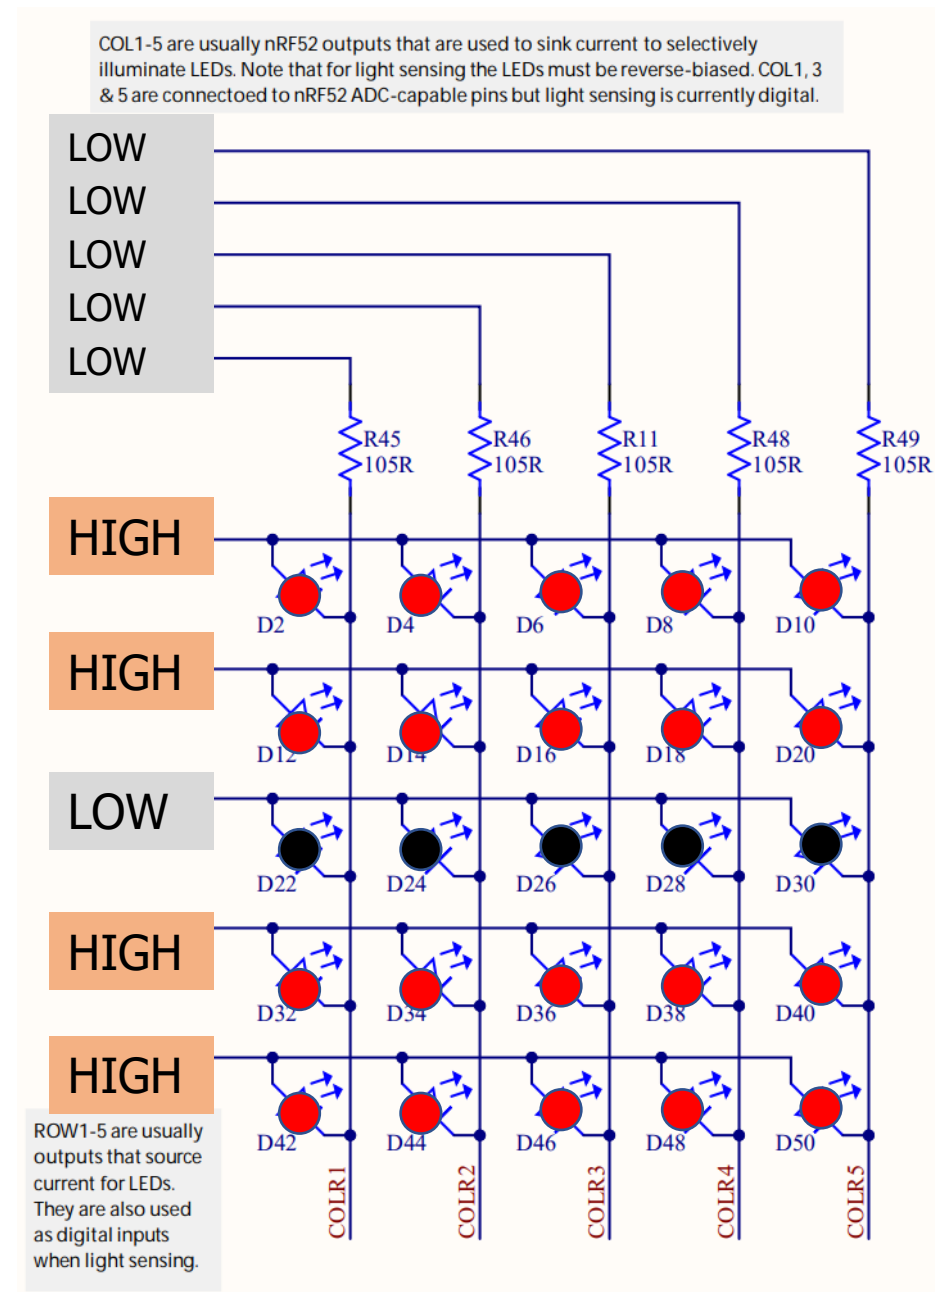 COL1-5 are usually nRF52 outputs that are used to sink current to selectively
illuminate LEDs. Note that for light sensing the LEDs must be reverse-biased. COL1, 3
& 5 are connectoed to nRF52 ADC-capable pins but light sensing is currently digital.
LOW
LOW
LOW
LOW
LOW
R45 R46 R11 R48 R49
105R 105R 105R 105R 105R
HIGH
D2 D4 D6 D8 D10
HIGH
D12 D14 D16 D18 D20
LOW
D22 D24 D26 D28 D30
HIGH
D32 D34 D36 D38 D40
HIGH
D42 D44 D46 D48 D50
ROW1-5 are usually
outputs that source
current for LEDs.
They are also used
as digital inputs
when light sensing.
COLR1 COLR2 COLR3 COLR4 COLR5